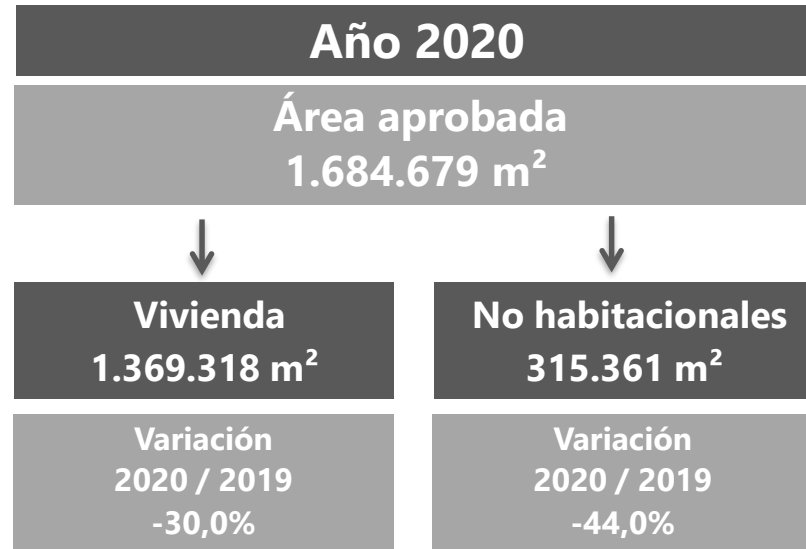 Año 2020
Área aprobada
1.684.679 m²
Vivienda
1.369.318 m²
No habitacionales
315.361 m²
Variación
2020 / 2019
-30,0%
Variación
2020 / 2019
-44,0%